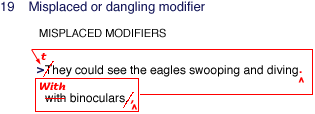 19 Misplaced or dangling modifier
MISPLACED MODIFIERS
t
>They could see the eagles swooping and diving.
With
with binoculars.,